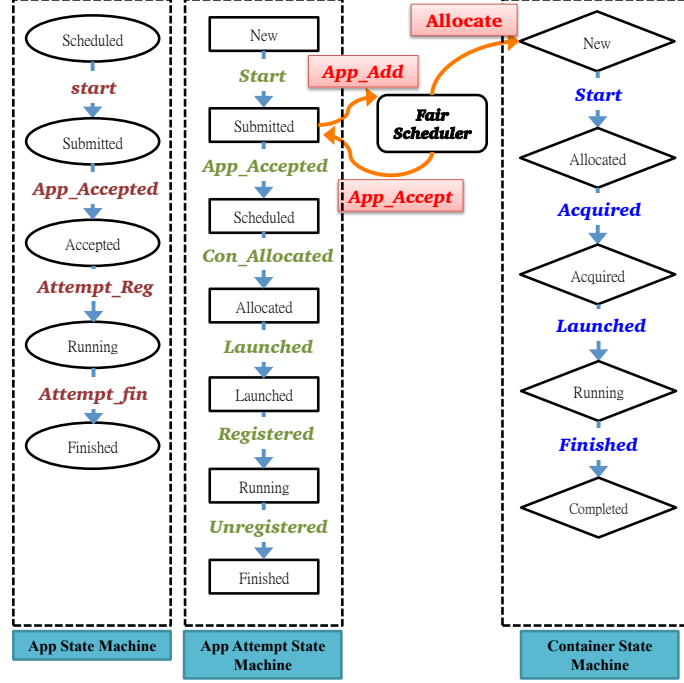 Scheduled
start
Submitted
App_Accepted
Accepted
Attempt_Reg
Running
Attempt_fin
Finished
App State Machine
New
Start
Submitted
App_Accepted
Scheduled
Con_Allocated
Allocated
Launched
Launched
Registered
Running
Unregistered
Finished
App Attempt State
Machine
App_Add
Fair
Scheduler
App_Accept
Allocate
New
Start
Allocated
Acquired
Acquired
Launched
Running
Finished
Completed
Container State
Machine